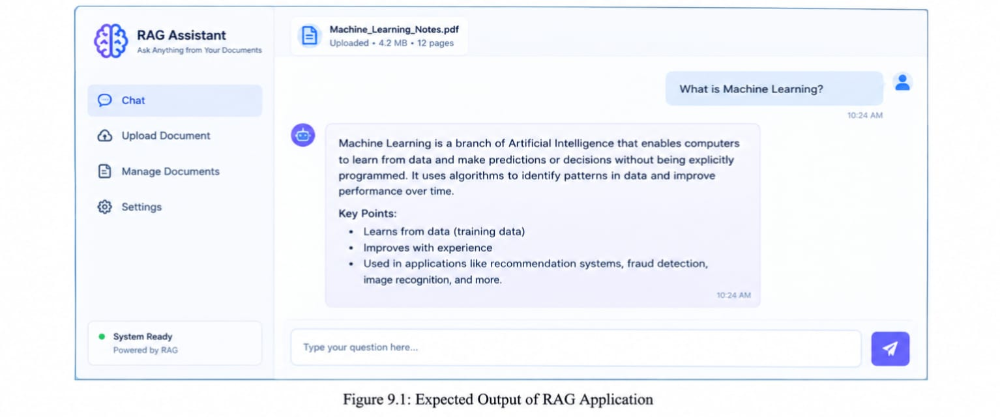 RAG Assistant
Ask Anything from Your Documents
Chat
Upload Document
Manage Documents
Settings
System Ready
Powered by RAG
Machine_Learning_Notes.pdf
Uploaded • 4.2 MB • 12 pages
What is Machine Learning?
10:24 AM
Machine Learning is a branch of Artificial Intelligence that enables computers
to learn from data and make predictions or decisions without being explicitly
programmed. It uses algorithms to identify patterns in data and improve
performance over time.
Key Points:
• Learns from data (training data)
• Improves with experience
• Used in applications like recommendation systems, fraud detection,
image recognition, and more.
10:24 AM
Type your question here...
Figure 9.1: Expected Output of RAG Application